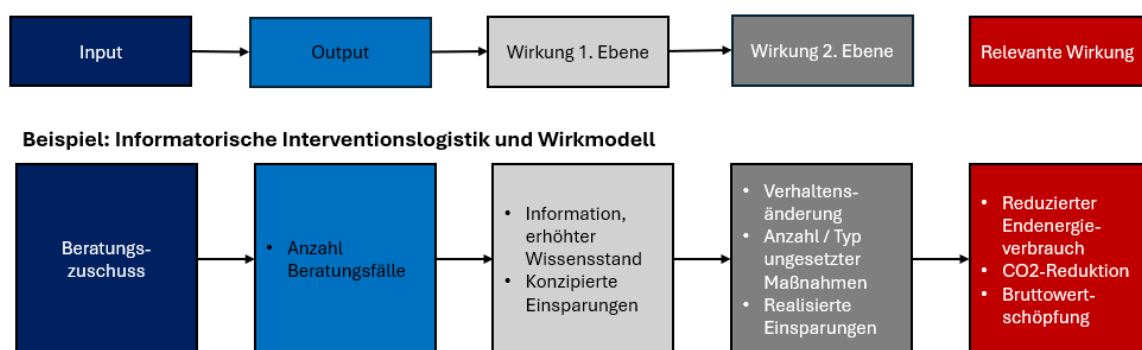 Input
Output
Wirkung 1. Ebene
Wirkung 2. Ebene
Relevante Wirkung
Beispiel: Informatorische Interventionslogistik und Wirkmodell
Beratungs-
zuschuss
• Anzahl
Beratungsfälle
• Information,
erhöhter
Wissensstand
• Konzipierte
Einsparungen
• Verhaltens-
änderung
• Anzahl / Typ
ungesetzter
Maßnahmen
• Realisierte
Einsparungen
• Reduzierter
Endenergie-
verbrauch
• CO2-Reduktion
• Bruttowert-
schöpfung